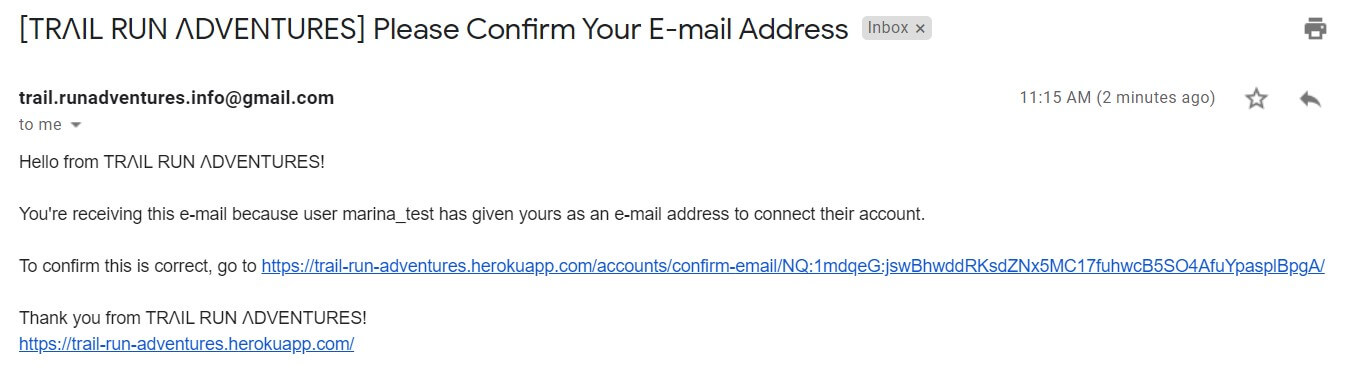 [TRΛIL RUN ΛDVENTURES] Please Confirm Your E-mail Address Inbox ×
trail.runadventures.info@gmail.com 11:15 AM (2 minutes ago)
to me
Hello from TRΛIL RUN ΛDVENTURES!
You're receiving this e-mail because user marina_test has given yours as an e-mail address to connect their account.
To confirm this is correct, go to https://trail-run-adventures.herokuapp.com/accounts/confirm-email/NQ:1mdqeG:jswBhwddRKsdZNx5MC17fuhwcB5SO4AfuYpasplBpgA/
Thank you from TRΛIL RUN ΛDVENTURES!
https://trail-run-adventures.herokuapp.com/